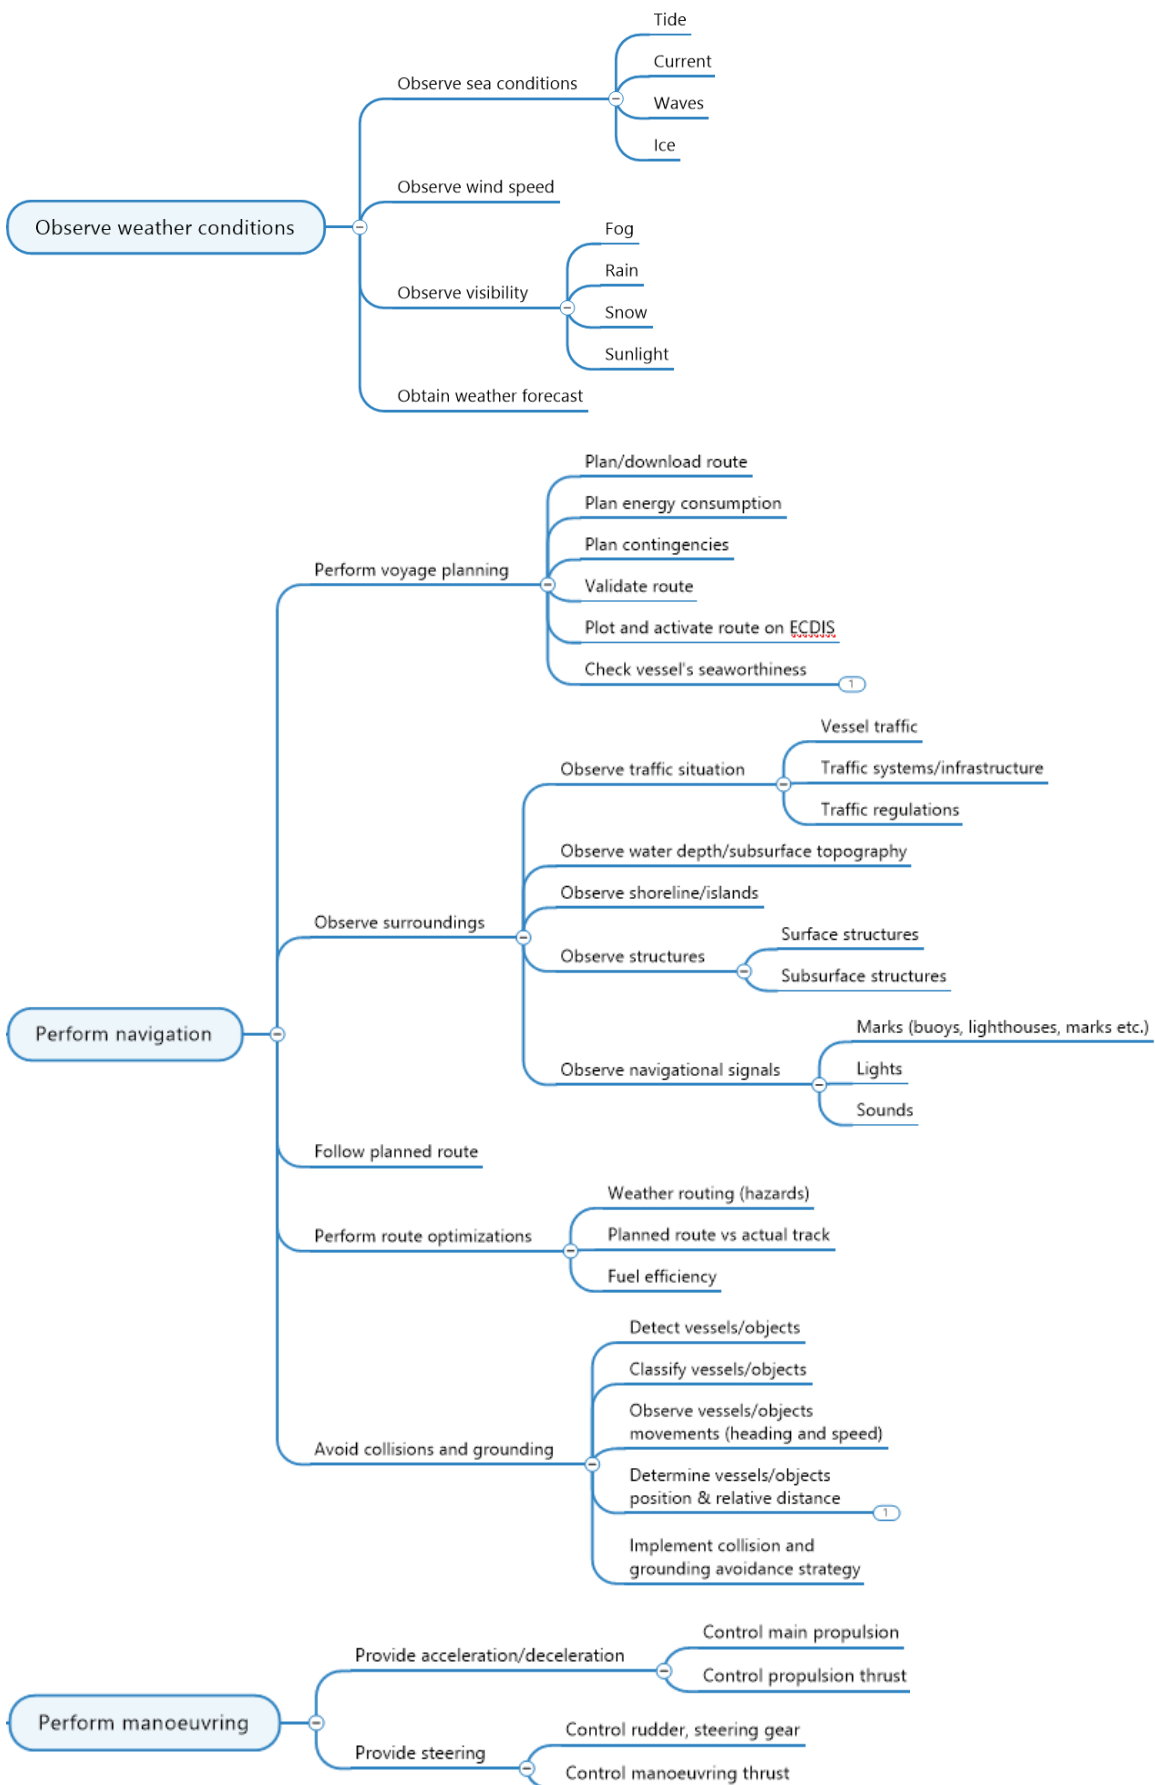 Tide
Current
Observe sea conditions
Waves
Ice
Observe wind speed
Observe weather conditions
Fog
Rain
Observe visibility
Snow
Sunlight
Obtain weather forecast
Plan/download route
Plan energy consumption
Plan contingencies
Perform voyage planning
Validate route
Plot and activate route on ECDIS
Check vessel's seaworthiness
1
Vessel traffic
Observe traffic situation
Traffic systems/infrastructure
Traffic regulations
Observe water depth/subsurface topography
Observe shoreline/islands
Observe surroundings
Surface structures
Observe structures
Subsurface structures
Perform navigation
Marks (buoys, lighthouses, marks etc.)
Observe navigational signals
Lights
Sounds
Follow planned route
Weather routing (hazards)
Perform route optimizations
Planned route vs actual track
Fuel efficiency
Detect vessels/objects
Classify vessels/objects
Observe vessels/objects
movements (heading and speed)
Avoid collisions and grounding
Determine vessels/objects
position & relative distance
1
Implement collision and
grounding avoidance strategy
Control main propulsion
Provide acceleration/deceleration
Control propulsion thrust
Perform manoeuvring
Control rudder, steering gear
Provide steering
Control manoeuvring thrust